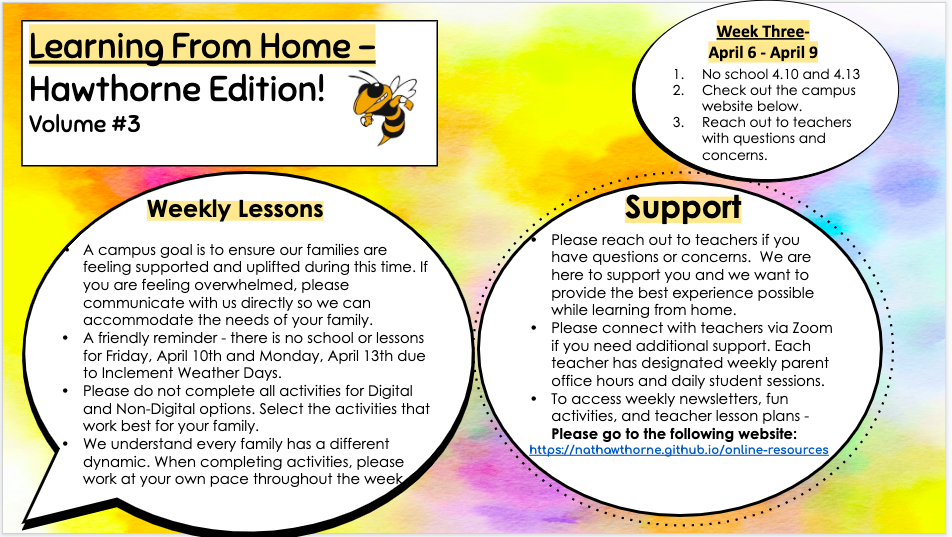 Learning From Home –
Hawthorne Edition!
Volume #3
Week Three-
April 6 - April 9
1. No school 4.10 and 4.13
2. Check out the campus
website below.
3. Reach out to teachers
with questions and
concerns.
Weekly Lessons
• A campus goal is to ensure our families are
feeling supported and uplifted during this time. If
you are feeling overwhelmed, please
communicate with us directly so we can
accommodate the needs of your family.
• A friendly reminder - there is no school or lessons
for Friday, April 10th and Monday, April 13th due
to Inclement Weather Days.
• Please do not complete all activities for Digital
and Non-Digital options. Select the activities that
work best for your family.
• We understand every family has a different
dynamic. When completing activities, please
work at your own pace throughout the week.
Support
• Please reach out to teachers if you
have questions or concerns.  We are
here to support you and we want to
provide the best experience possible
while learning from home.
• Please connect with teachers via Zoom
if you need additional support. Each
teacher has designated weekly parent
office hours and daily student sessions.
• To access weekly newsletters, fun
activities, and teacher lesson plans -
Please go to the following website:
https://nathawthorne.github.io/online-resources